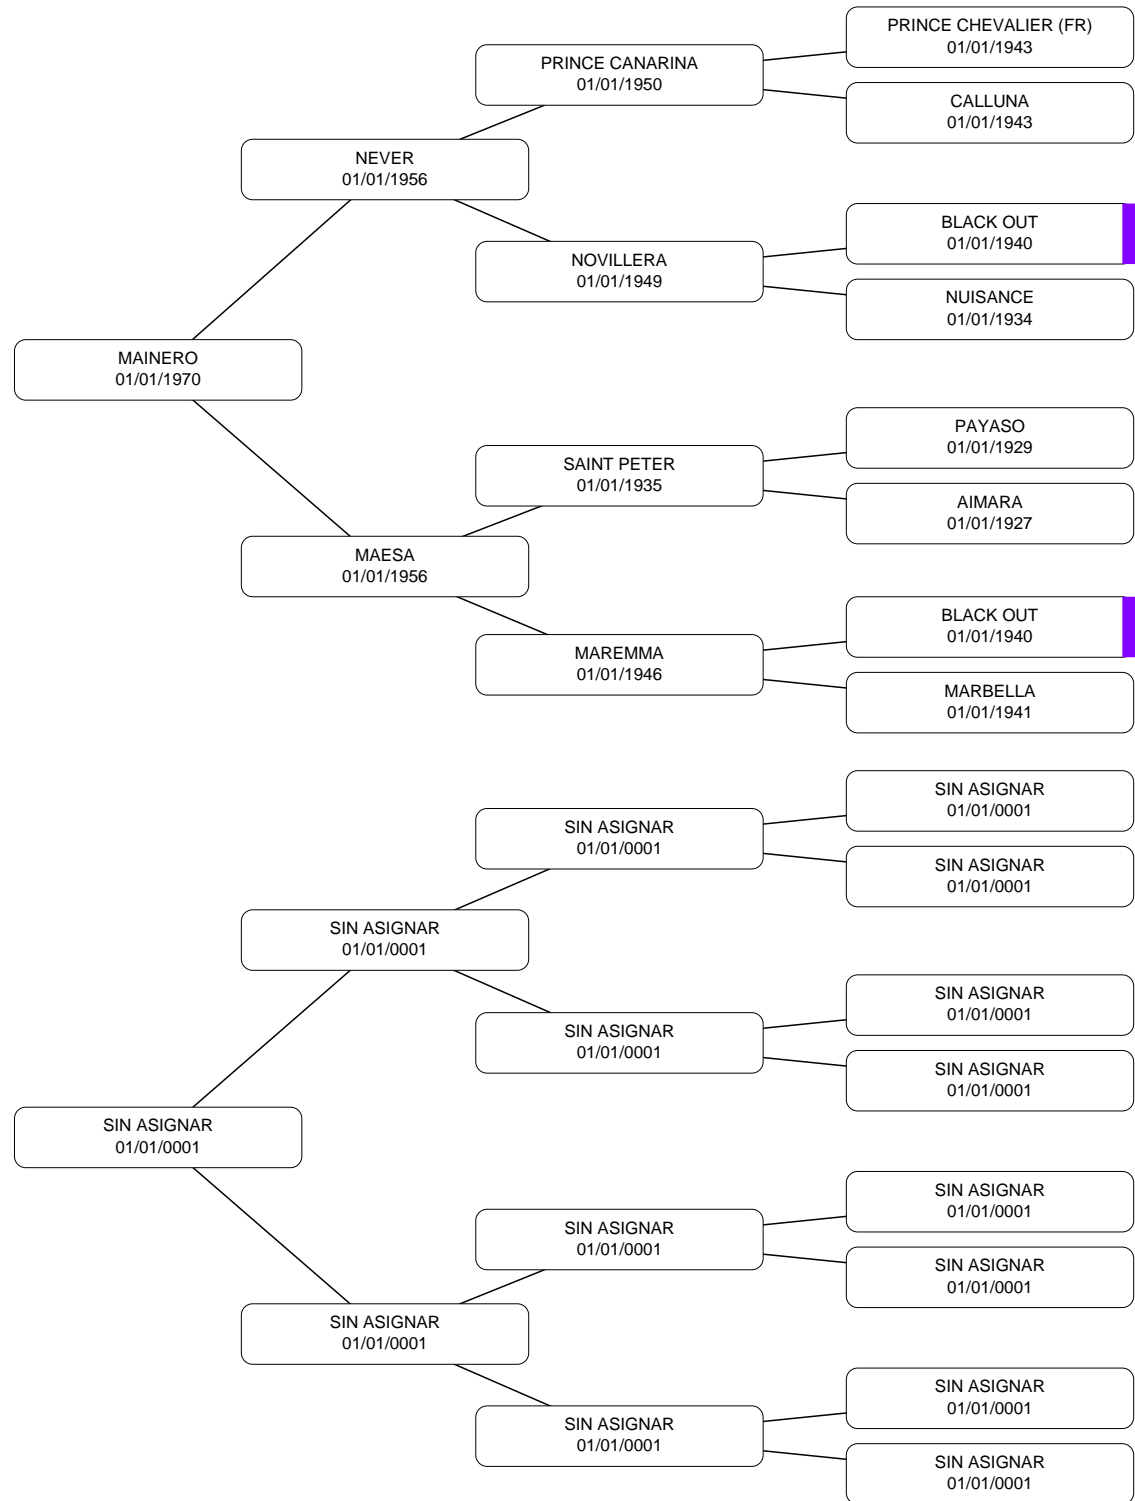 PRINCE CHEVALIER (FR)
01/01/1943
PRINCE CANARINA
01/01/1950
CALLUNA
01/01/1943
NEVER
01/01/1956
BLACK OUT
01/01/1940
NOVILLERA
01/01/1949
NUISANCE
01/01/1934
MAINERO
01/01/1970
PAYASO
01/01/1929
SAINT PETER
01/01/1935
AIMARA
01/01/1927
MAESA
01/01/1956
BLACK OUT
01/01/1940
MAREMMA
01/01/1946
MARBELLA
01/01/1941
SIN ASIGNAR
01/01/0001
SIN ASIGNAR
01/01/0001
SIN ASIGNAR
01/01/0001
SIN ASIGNAR
01/01/0001
SIN ASIGNAR
01/01/0001
SIN ASIGNAR
01/01/0001
SIN ASIGNAR
01/01/0001
SIN ASIGNAR
01/01/0001
SIN ASIGNAR
01/01/0001
SIN ASIGNAR
01/01/0001
SIN ASIGNAR
01/01/0001
SIN ASIGNAR
01/01/0001
SIN ASIGNAR
01/01/0001
SIN ASIGNAR
01/01/0001
SIN ASIGNAR
01/01/0001